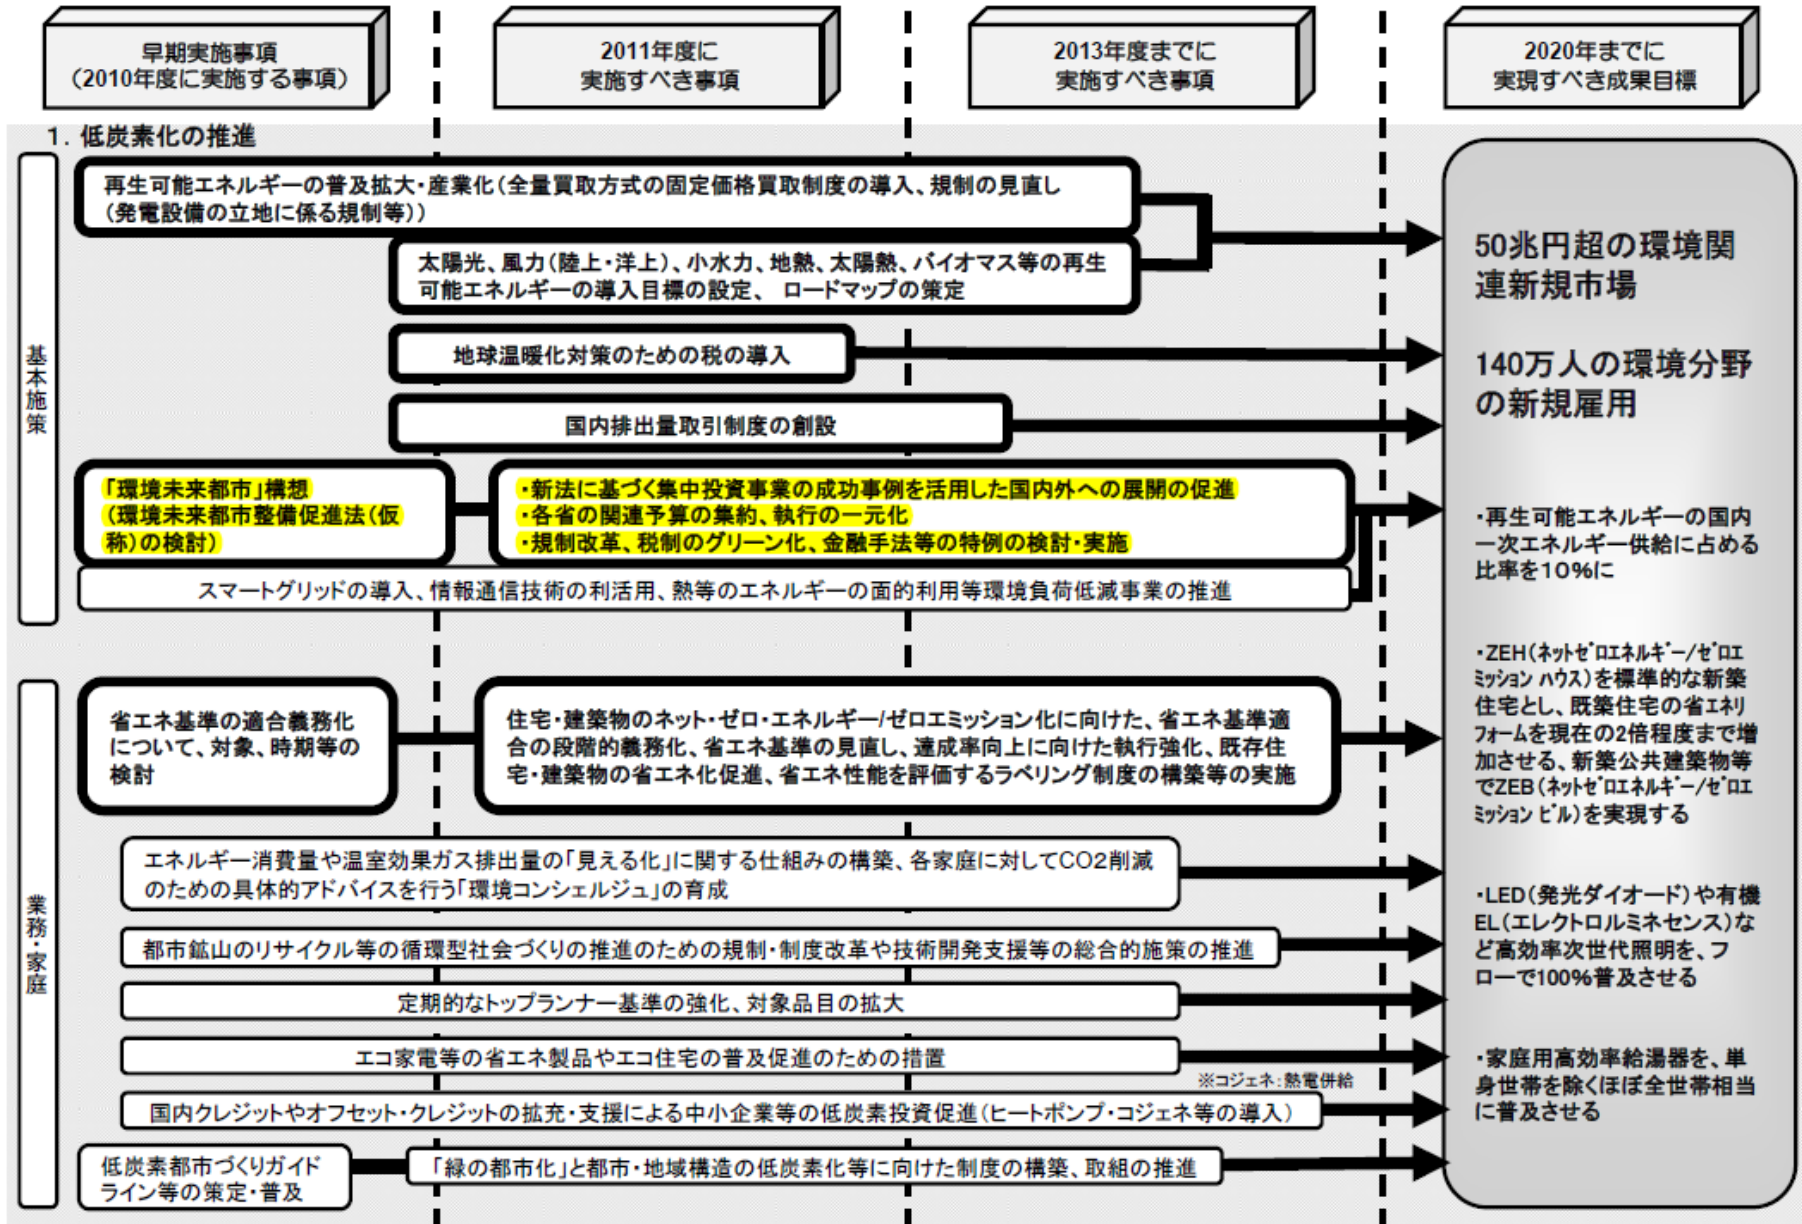 早期実施事項
(2010年度に実施する事項)
2011年度に
実施すべき事項
2013年度までに
実施すべき事項
2020年までに
実現すべき成果目標
1. 低炭素化の推進
基本施策
再生可能エネルギーの普及拡大・産業化(全量買取方式の固定価格買取制度の導入、規制の見直し
(発電設備の立地に係る規制等))
太陽光、風力(陸上・洋上)、小水力、地熱、太陽熱、バイオマス等の再生
可能エネルギーの導入目標の設定、 ロードマップの策定
地球温暖化対策のための税の導入
国内排出量取引制度の創設
「環境未来都市」構想
(環境未来都市整備促進法(仮
称)の検討)
・新法に基づく集中投資事業の成功事例を活用した国内外への展開の促進
・各省の関連予算の集約、執行の一元化
・規制改革、税制のグリーン化、金融手法等の特例の検討・実施
スマートグリッドの導入、情報通信技術の利活用、熱等のエネルギーの面的利用等環境負荷低減事業の推進
業務・家庭
省エネ基準の適合義務化
について、対象、時期等の
検討
住宅・建築物のネット・ゼロ・エネルギー/ゼロエミッション化に向けた、省エネ基準適
合の段階的義務化、省エネ基準の見直し、達成率向上に向けた執行強化、既存住
宅・建築物の省エネ化促進、省エネ性能を評価するラベリング制度の構築等の実施
エネルギー消費量や温室効果ガス排出量の「見える化」に関する仕組みの構築、各家庭に対してCO2削減
のための具体的アドバイスを行う「環境コンシェルジュ」の育成
都市鉱山のリサイクル等の循環型社会づくりの推進のための規制・制度改革や技術開発支援等の総合的施策の推進
定期的なトップランナー基準の強化、対象品目の拡大
エコ家電等の省エネ製品やエコ住宅の普及促進のための措置
※コジェネ:熱電併給
国内クレジットやオフセット・クレジットの拡充・支援による中小企業等の低炭素投資促進(ヒートポンプ・コジェネ等の導入)
低炭素都市づくりガイド
ライン等の策定・普及
「緑の都市化」と都市・地域構造の低炭素化等に向けた制度の構築、取組の推進
50兆円超の環境関
連新規市場
140万人の環境分野
の新規雇用
・再生可能エネルギーの国内
一次エネルギー供給に占める
比率を10%に
・ZEH(ネットゼロエネルギー/ゼロエ
ミッション ハウス)を標準的な新築
住宅とし、既築住宅の省エネリ
フォームを現在の2倍程度まで増
加させる、新築公共建築物等
でZEB(ネットゼロエネルギー/ゼロエ
ミッション ビル)を実現する
・LED(発光ダイオード)や有機
EL(エレクトロルミネセンス)な
ど高効率次世代照明を、フ
ローで100%普及させる
・家庭用高効率給湯器を、単
身世帯を除くほぼ全世帯相当
に普及させる